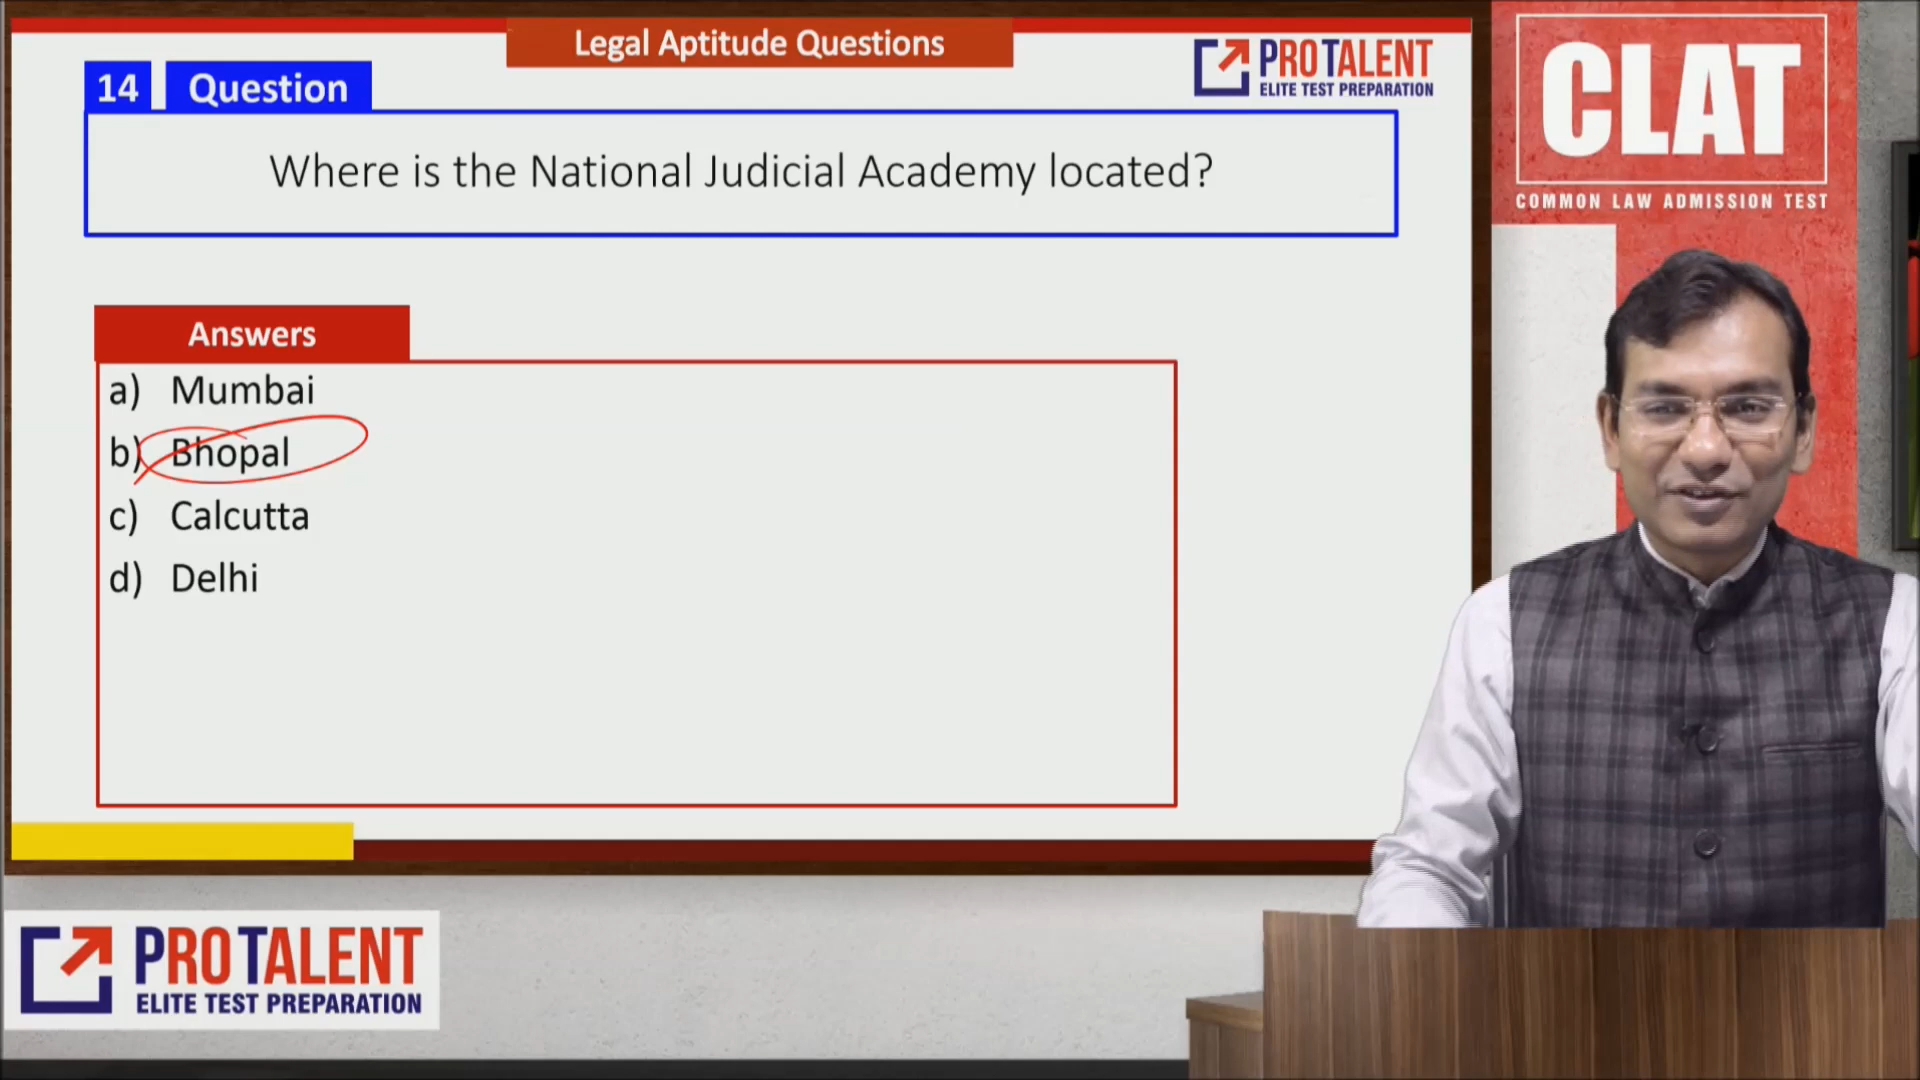 Legal Aptitude Questions
PROTALENT
ELITE TEST PREPARATION
CLAT
COMMON LAW ADMISSION TEST
14 Question
Where is the National Judicial Academy located?
Answers
a) Mumbai
b) Bhopal
c) Calcutta
d) Delhi
PROTALENT
ELITE TEST PREPARATION